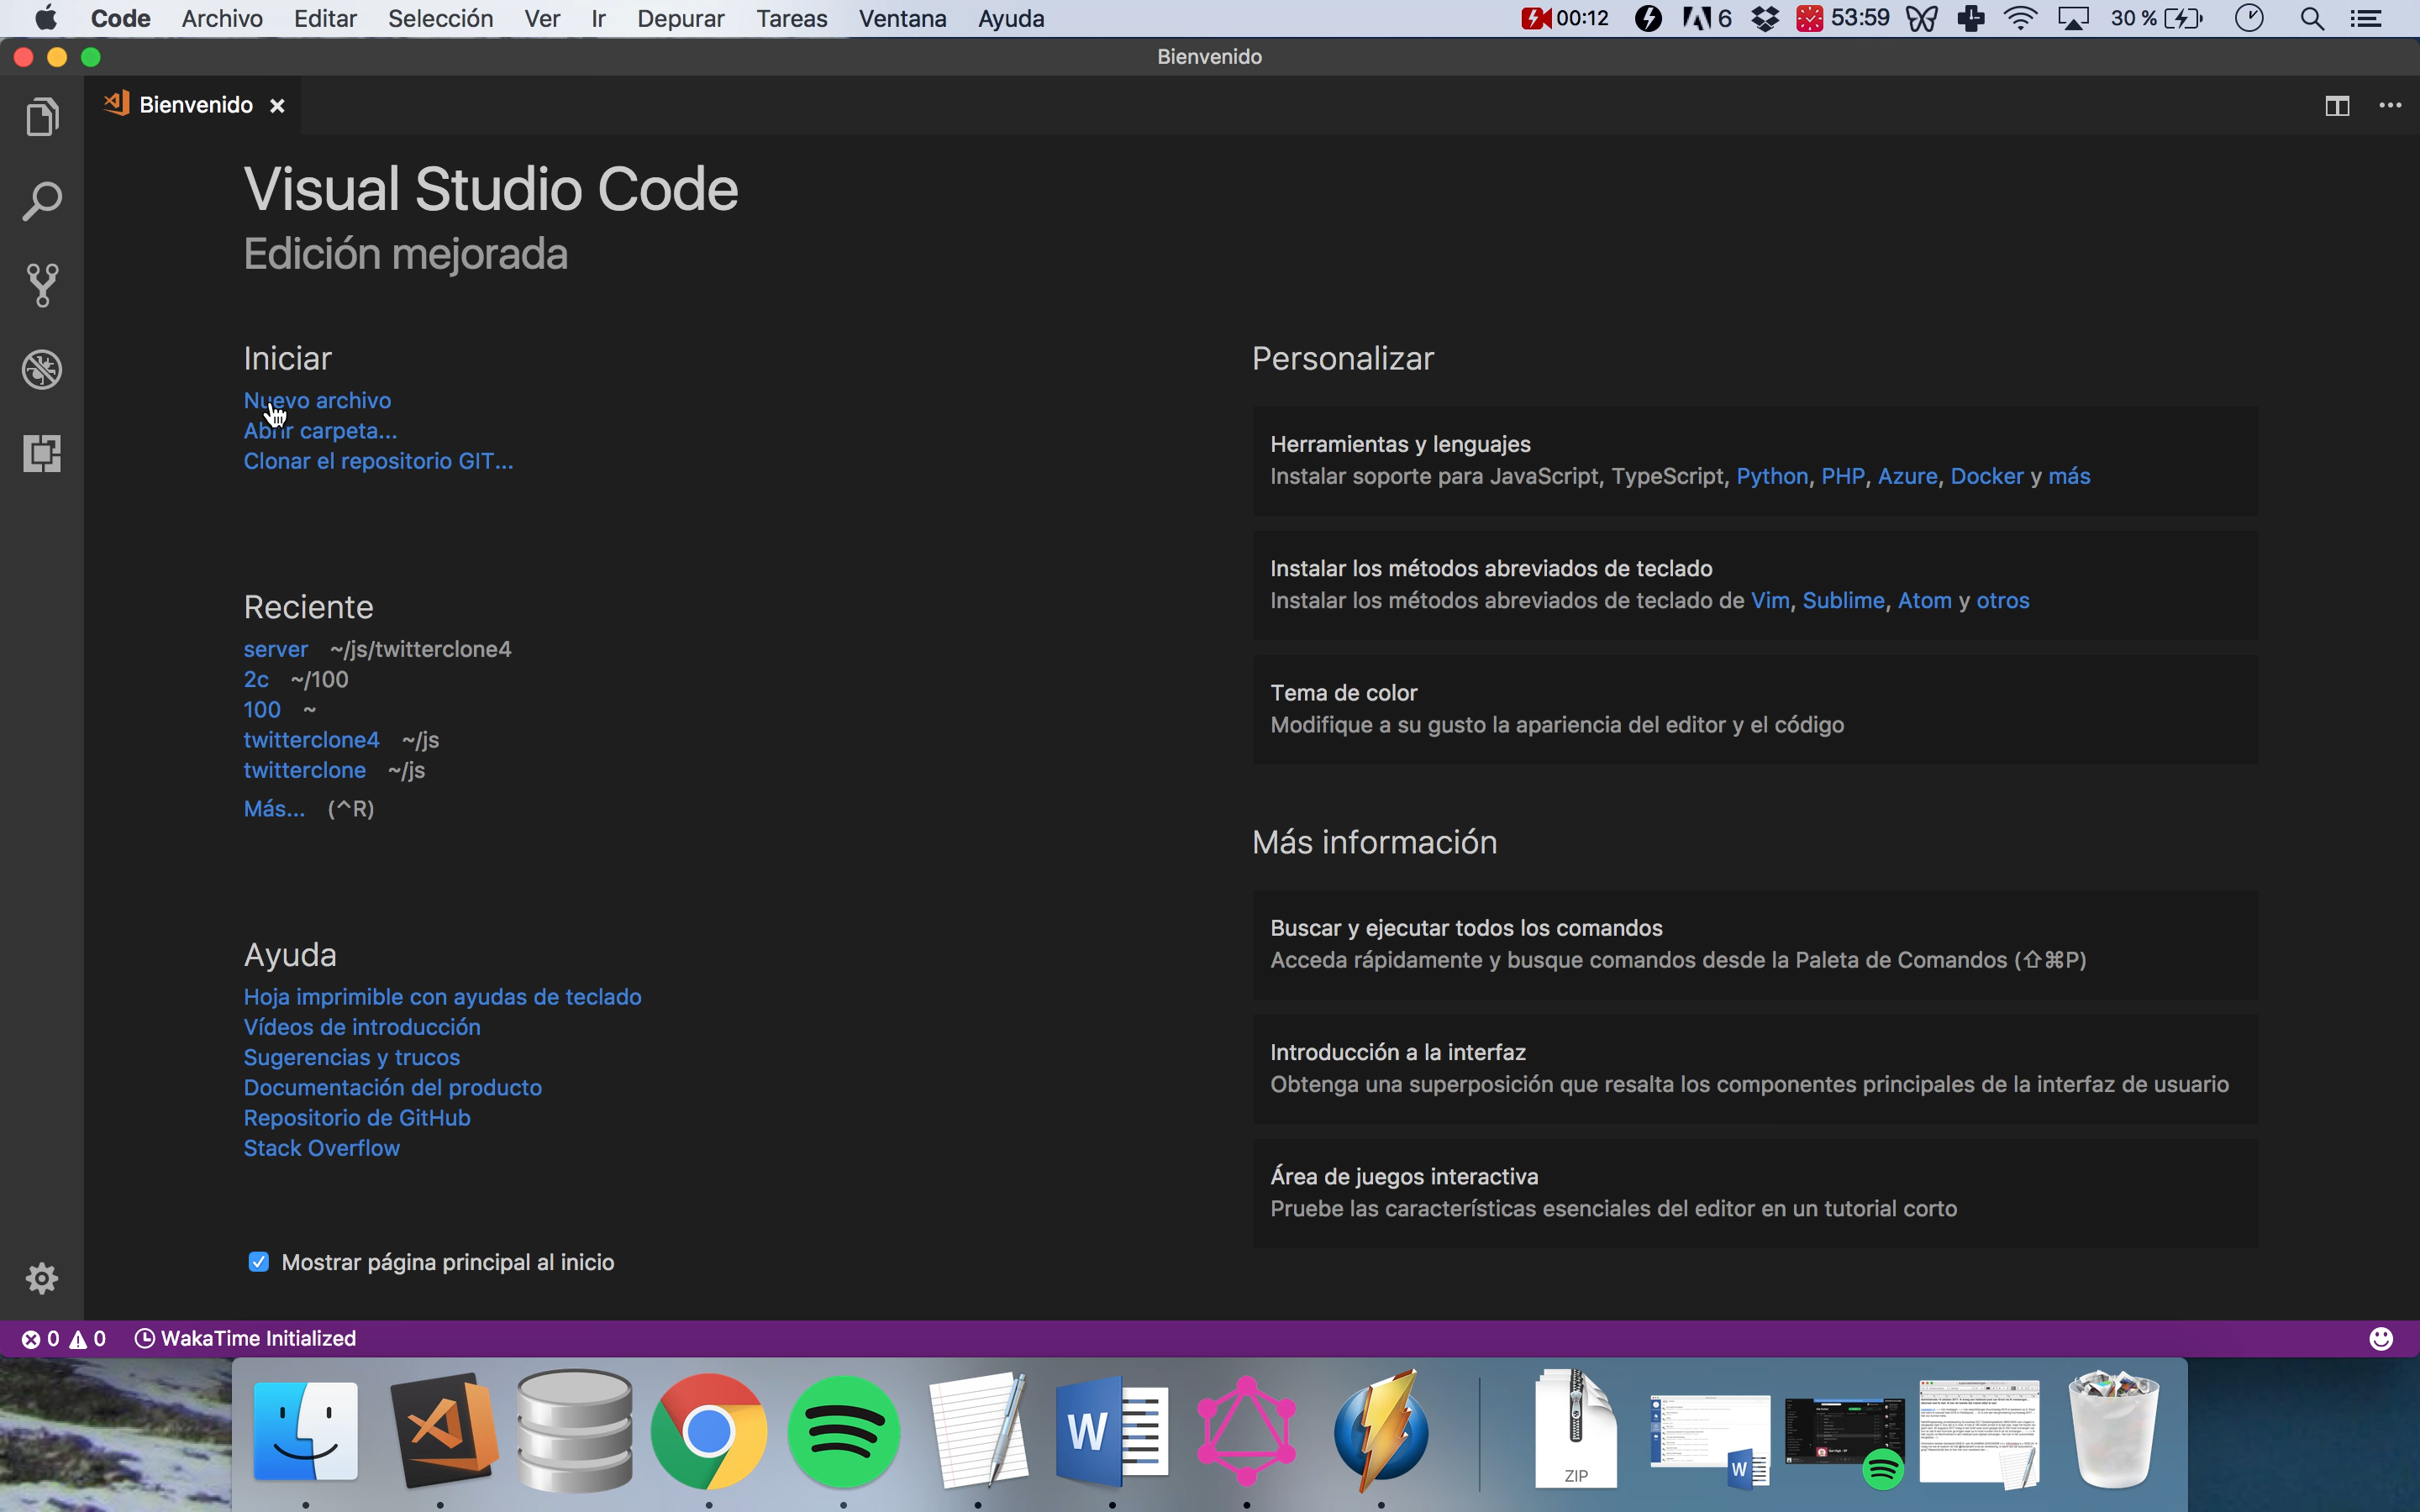 Code Archivo Editar Selección Ver Ir Depurar Tareas Ventana Ayuda 00:12 6 53:59 30 %
Bienvenido
Bienvenido
Visual Studio Code
Edición mejorada
Iniciar
Nuevo archivo
Abrir carpeta...
Clonar el repositorio GIT...
Reciente
server ~/js/twitterclone4
2c ~/100
100 ~
twitterclone4 ~/js
twitterclone ~/js
Más... (^R)
Ayuda
Hoja imprimible con ayudas de teclado
Vídeos de introducción
Sugerencias y trucos
Documentación del producto
Repositorio de GitHub
Stack Overflow
Mostrar página principal al inicio
Personalizar
Herramientas y lenguajes
Instalar soporte para JavaScript, TypeScript, Python, PHP, Azure, Docker y más
Instalar los métodos abreviados de teclado
Instalar los métodos abreviados de teclado de Vim, Sublime, Atom y otros
Tema de color
Modifique a su gusto la apariencia del editor y el código
Más información
Buscar y ejecutar todos los comandos
Acceda rápidamente y busque comandos desde la Paleta de Comandos (⇧⌘P)
Introducción a la interfaz
Obtenga una superposición que resalta los componentes principales de la interfaz de usuario
Área de juegos interactiva
Pruebe las características esenciales del editor en un tutorial corto
0 0 WakaTime Initialized
W
ZIP
W